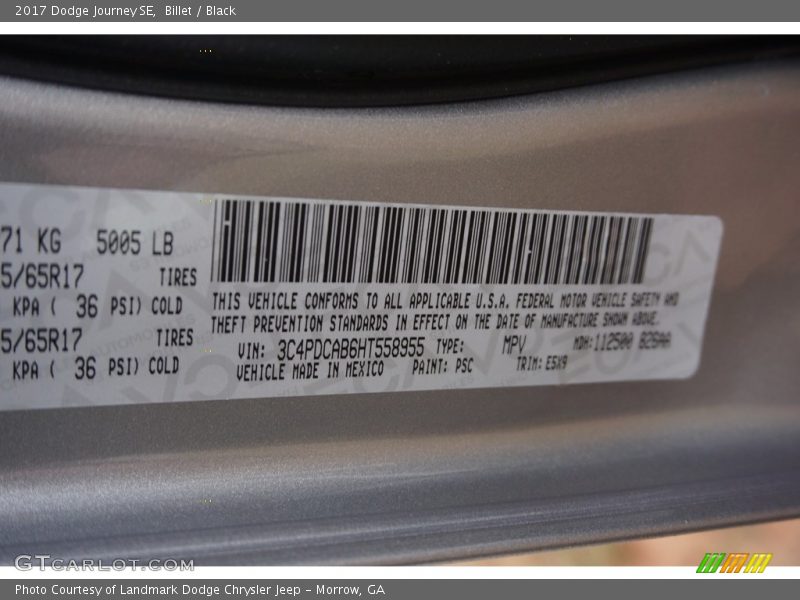 2017 Dodge Journey SE, Billet / Black
71 KG 5005 LB
5/65R17 TIRES
KPA ( 36 PSI) COLD
5/65R17 TIRES
KPA ( 36 PSI) COLD
THIS VEHICLE CONFORMS TO ALL APPLICABLE U.S.A. FEDERAL MOTOR VEHICLE SAFETY AND
THEFT PREVENTION STANDARDS IN EFFECT ON THE DATE OF MANUFACTURE SHOWN ABOVE.
VIN: 3C4PDCAB6HT558955 TYPE: MPV MDH:112500 826AA
VEHICLE MADE IN MEXICO PAINT: PSC TRIM: E5X9
GTCARLOT.COM
Photo Courtesy of Landmark Dodge Chrysler Jeep – Morrow, GA